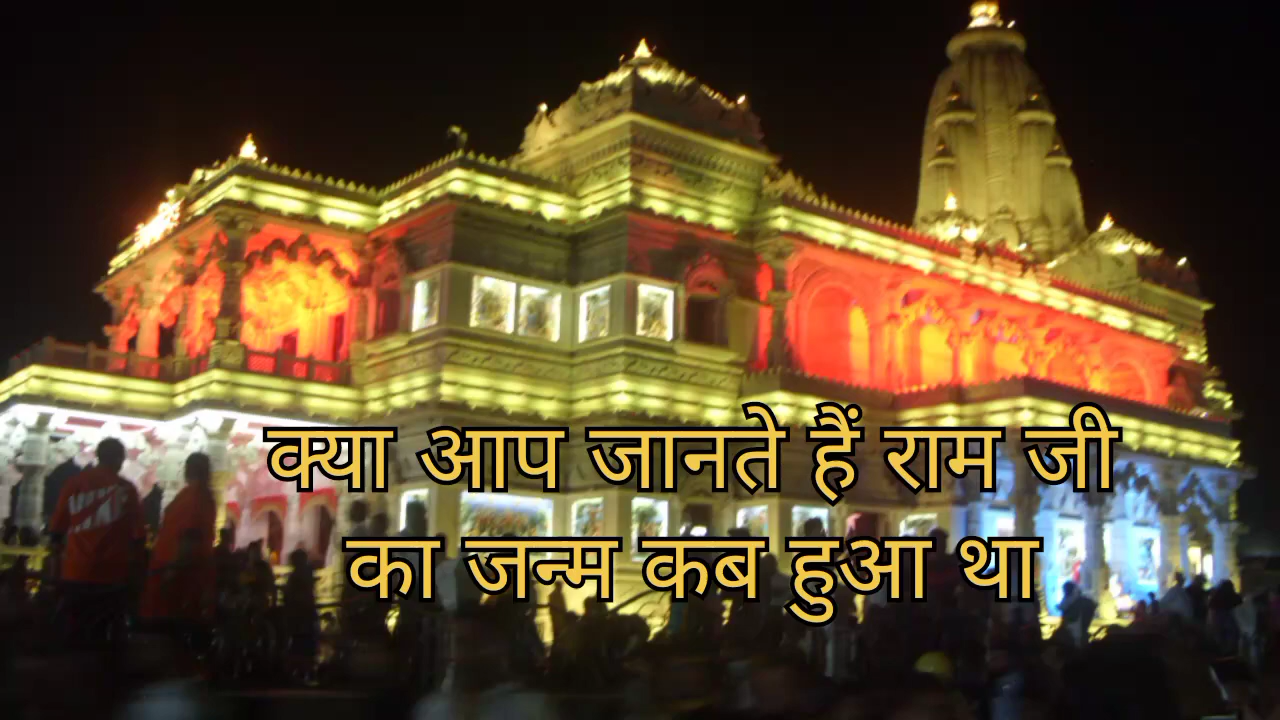 क्या आप जानते हैं राम जी
का जन्म कब हुआ था